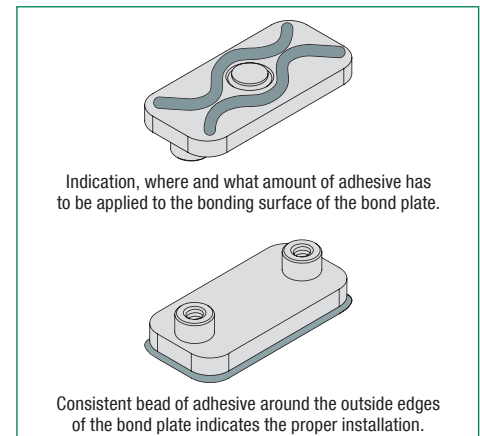 Indication, where and what amount of adhesive has
to be applied to the bonding surface of the bond plate.
Consistent bead of adhesive around the outside edges
of the bond plate indicates the proper installation.